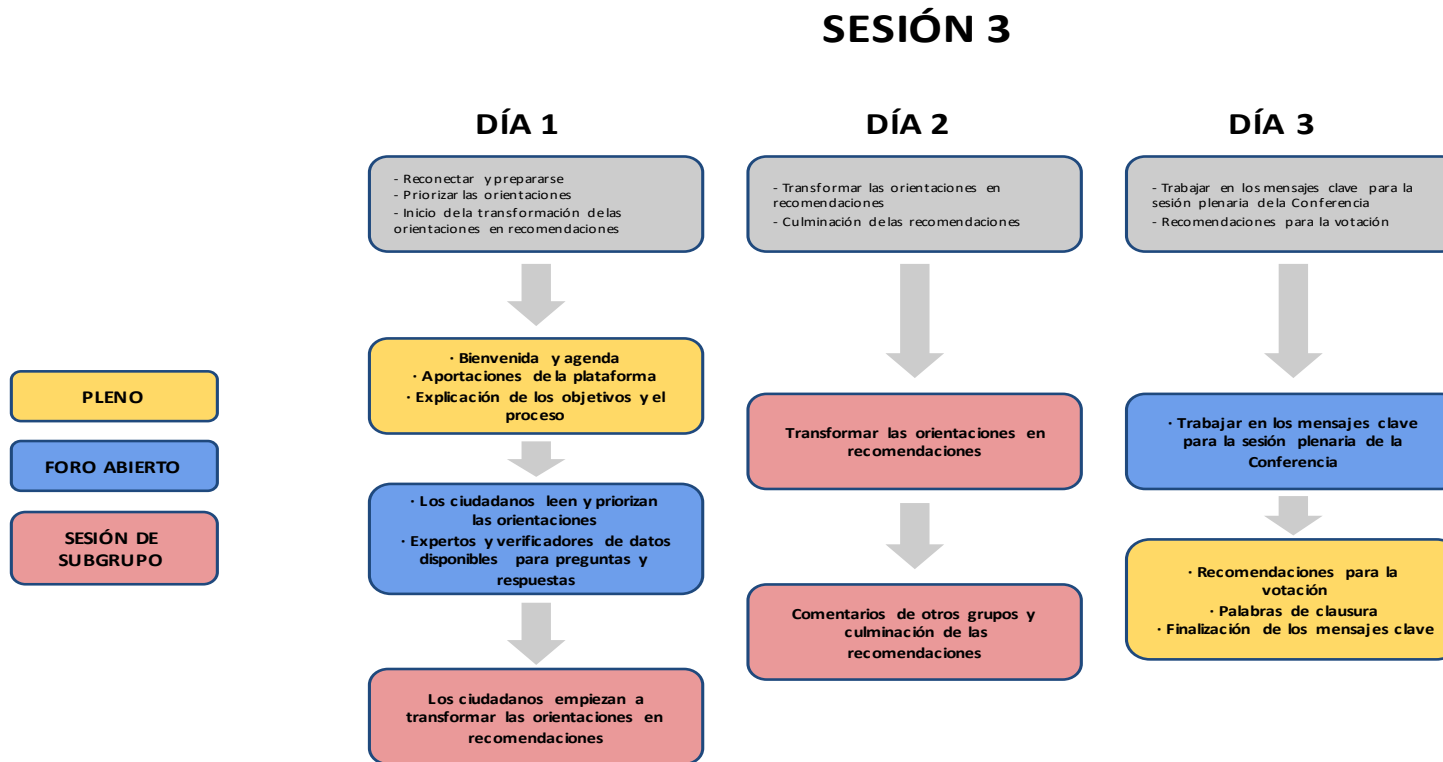 SESIÓN 3
DÍA 1
- Reconectar y prepararse
- Priorizar las orientaciones
- Inicio de la transformación de las
orientaciones en recomendaciones
· Bienvenida y agenda
· Aportaciones de la plataforma
· Explicación de los objetivos y el
proceso
· Los ciudadanos leen y priorizan
las orientaciones
· Expertos y verificadores de datos
disponibles para preguntas y
respuestas
Los ciudadanos empiezan a
transformar las orientaciones en
recomendaciones
DÍA 2
- Transformar las orientaciones en
recomendaciones
- Culminación de las recomendaciones
Transformar las orientaciones en
recomendaciones
Comentarios de otros grupos y
culminación de las
recomendaciones
DÍA 3
- Trabajar en los mensajes clave para la
sesión plenaria de la Conferencia
- Recomendaciones para la votación
· Trabajar en los mensajes clave
para la sesión plenaria de la
Conferencia
· Recomendaciones para la
votación
· Palabras de clausura
· Finalización de los mensajes clave
PLENO
FORO ABIERTO
SESIÓN DE
SUBGRUPO